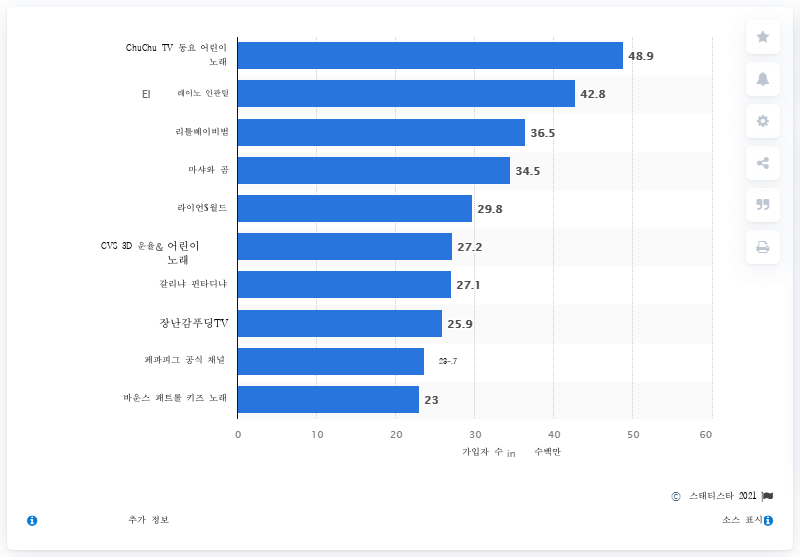 ChuChu TV 동요 어린이
노래
48.9
El 레이노 인판틸
42.8
리틀베이비범
36.5
마샤와 곰
34.5
라이언$월드
29.8
CVS 3D 운율& 어린이
노래
27.2
갈리냐 핀타디냐
27.1
장난감푸딩TV
25.9
페파피그 공식 채널
23-.7
바운스 패트롤 키즈 노래
23
0 10 20 30 40 50 60
가입자 수 in 수백만
© 스태티스타 2021
추가 정보
소스 표시